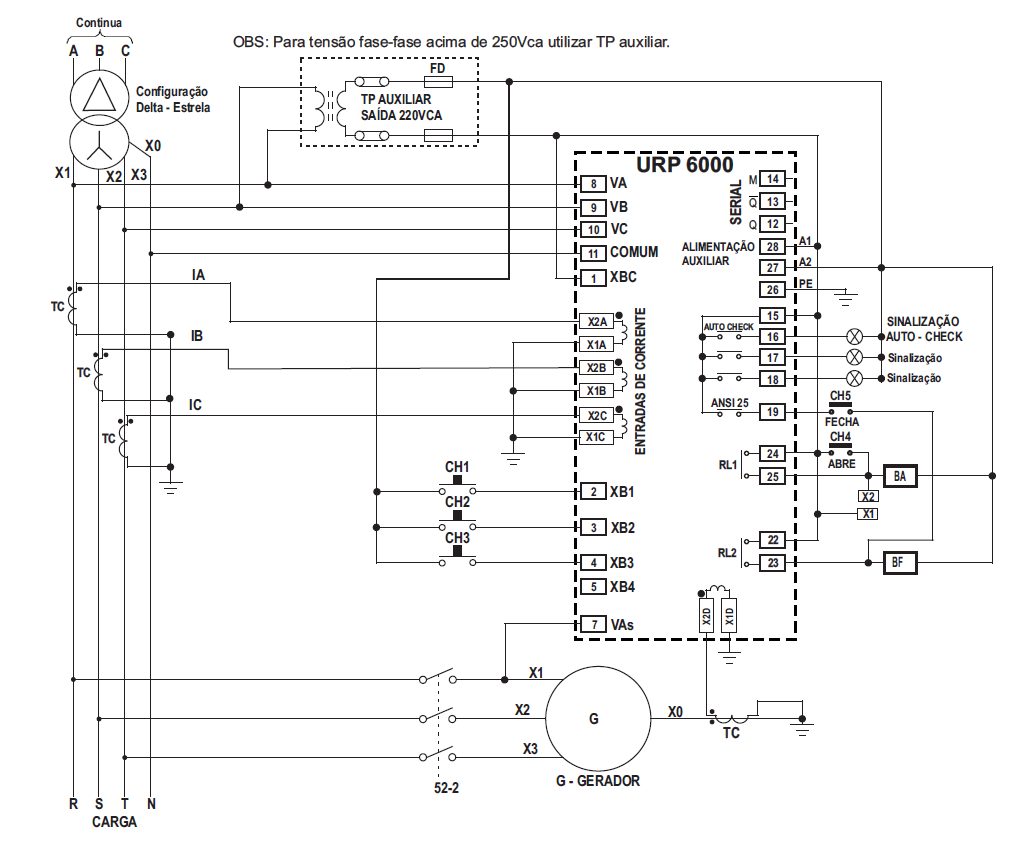 Continua
A B C
OBS: Para tensão fase-fase acima de 250Vca utilizar TP auxiliar.
FD
Configuração
Delta - Estrela
TP AUXILIAR
SAÍDA 220VCA
X0
X1 X2 X3
URP 6000
8 VA
9 VB
10 VC
11 COMUM
1 XBC
SERIAL
M 14
Q 13
Q 12
ALIMENTAÇÃO
AUXILIAR
28 A1
27 A2
26 PE
IA
TC
IB
TC
IC
TC
X2A
X1A
X2B
X1B
X2C
X1C
ENTRADAS DE CORRENTE
15
AUTO CHECK 16
17
18
SINALIZAÇÃO
AUTO - CHECK
Sinalização
Sinalização
ANSI 25 19
CH5
FECHA
CH4
ABRE
RL1
24
25
BA
X2
X1
CH1
2 XB1
CH2
3 XB2
CH3
4 XB3
5 XB4
RL2
22
23
BF
X2D
X1D
7 VAs
X1
X2
X3
G
X0
TC
52-2
G - GERADOR
R S T N
CARGA